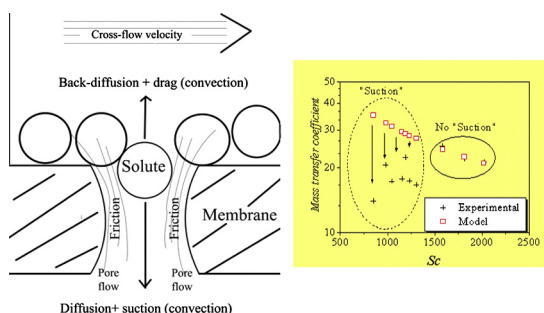 Cross-flow velocity
Back-diffusion + drag (convection)
Solute
Friction
Friction
Membrane
Pore
flow
Pore
flow
Diffusion+ suction (convection)
Mass transfer coefficient
50
40
30
20
10
"Suction"
No "Suction"
+ Experimental
Model
500
1000
1500
2000
2500
Sc